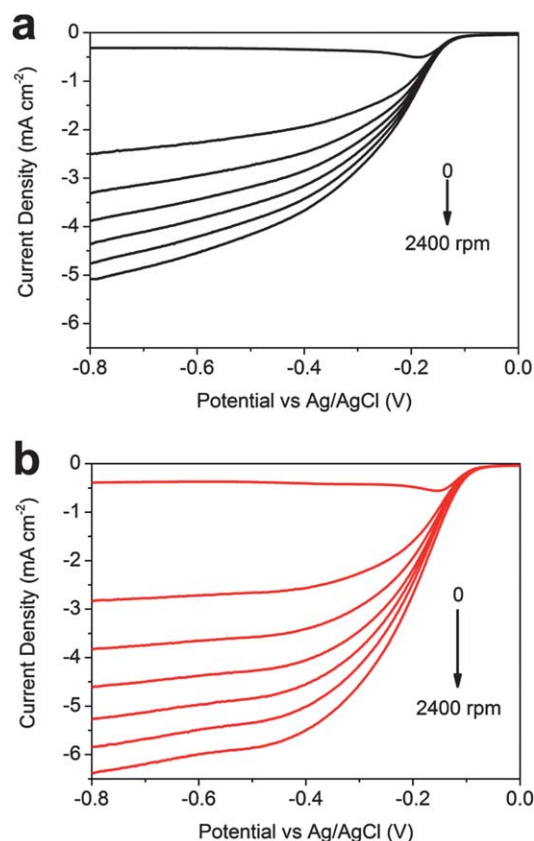 a
0
-1
-2
-3
-4
-5
-6
Current Density (mA cm⁻²)
0
2400 rpm
-0.8 -0.6 -0.4 -0.2 0.0
Potential vs Ag/AgCl (V)
b
0
-1
-2
-3
-4
-5
-6
Current Density (mA cm⁻²)
0
2400 rpm
-0.8 -0.6 -0.4 -0.2 0.0
Potential vs Ag/AgCl (V)